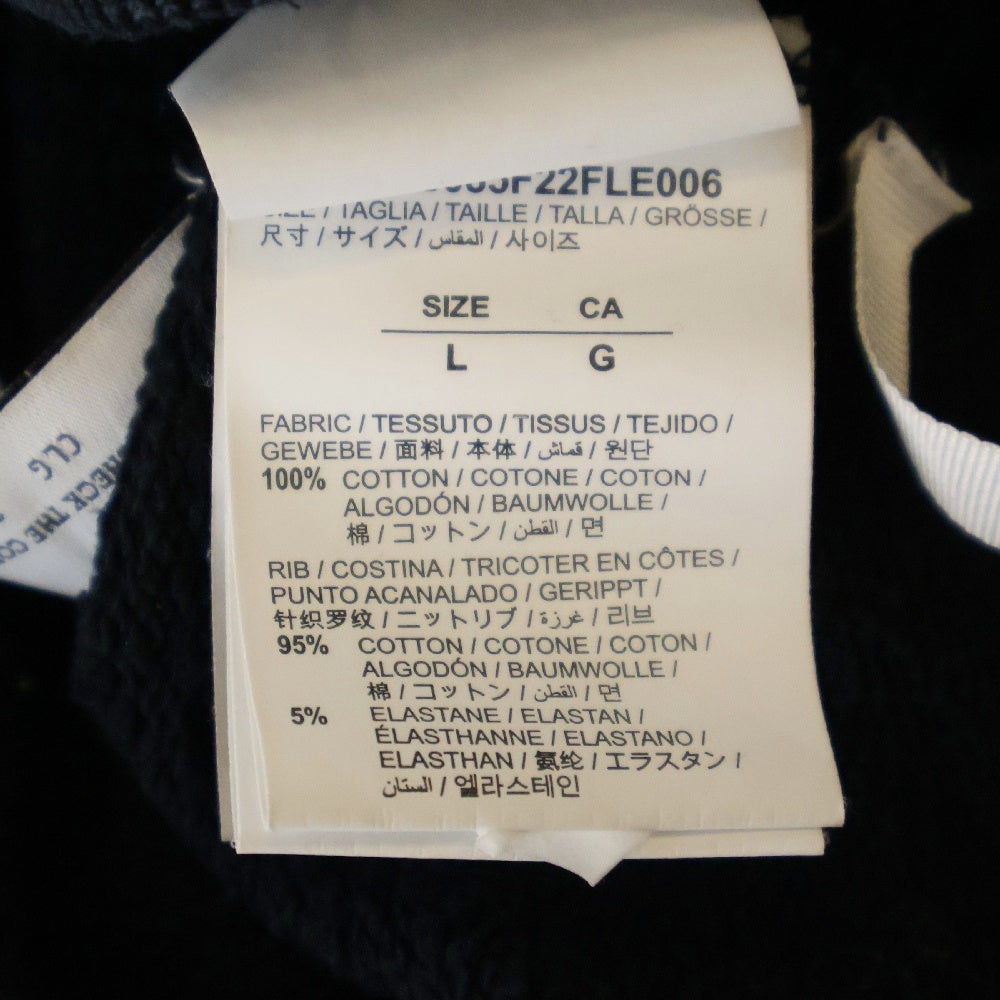 F22FLE006
SIZE / TAGLIA / TAILLE / TALLA / GRÖSSE /
尺寸 / サイズ / المقاس / 사이즈
SIZE CA
L G
FABRIC / TESSUTO / TISSUS / TEJIDO /
GEWEBE / 面料 / 本体 / قماش / 원단
100% COTTON / COTONE / COTON /
ALGODÓN / BAUMWOLLE /
棉 / コットン / القطن / 면
RIB / COSTINA / TRICOTER EN CÔTES /
PUNTO ACANALADO / GERIPPT /
针织罗纹 / ニットリブ / غرزة / 리브
95% COTTON / COTONE / COTON /
ALGODÓN / BAUMWOLLE /
棉 / コットン / القطن / 면
5% ELASTANE / ELASTAN /
ÉLASTHANNE / ELASTANO /
ELASTHAN / 氨纶 / エラスタン /
الستان / 엘라스테인
CLG
CHECK THE CO